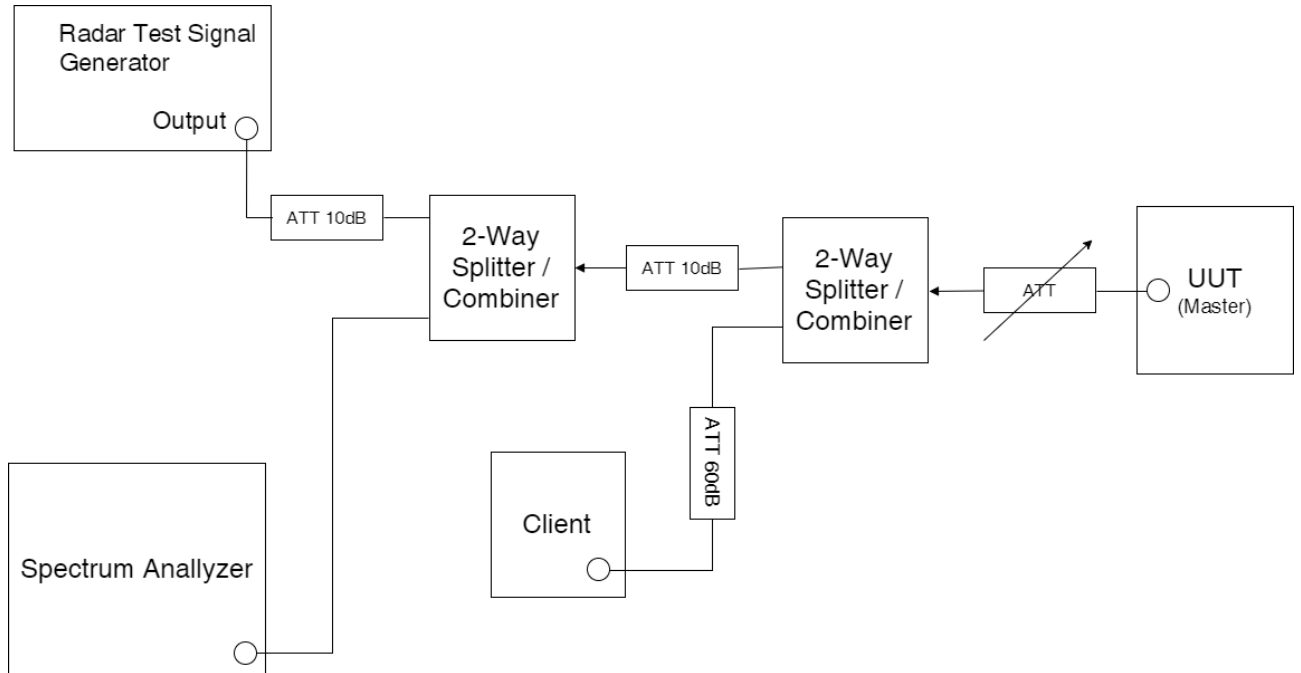 Radar Test Signal
Generator
Output
ATT 10dB
2-Way
Splitter /
Combiner
ATT 10dB
2-Way
Splitter /
Combiner
ATT
UUT
(Master)
ATT 60dB
Client
Spectrum Anallyzer